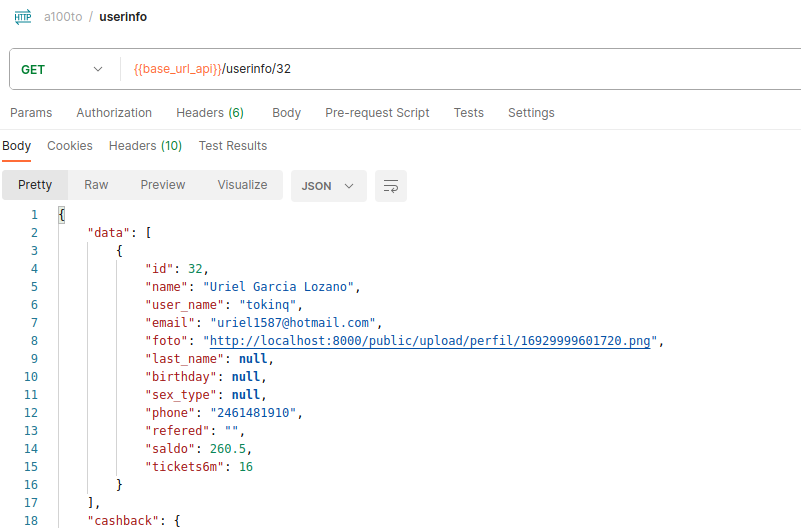 HTTP a100to / userinfo
GET {{base_url_api}}/userinfo/32
Params Authorization Headers (6) Body Pre-request Script Tests Settings
Body Cookies Headers (10) Test Results
Pretty Raw Preview Visualize JSON
1 {
2 "data": [
3 {
4 "id": 32,
5 "name": "Uriel Garcia Lozano",
6 "user_name": "tokinq",
7 "email": "uriel1587@hotmail.com",
8 "foto": "http://localhost:8000/public/upload/perfil/16929999601720.png",
9 "last_name": null,
10 "birthday": null,
11 "sex_type": null,
12 "phone": "2461481910",
13 "refered": "",
14 "saldo": 260.5,
15 "tickets6m": 16
16 }
17 ],
18 "cashback": {